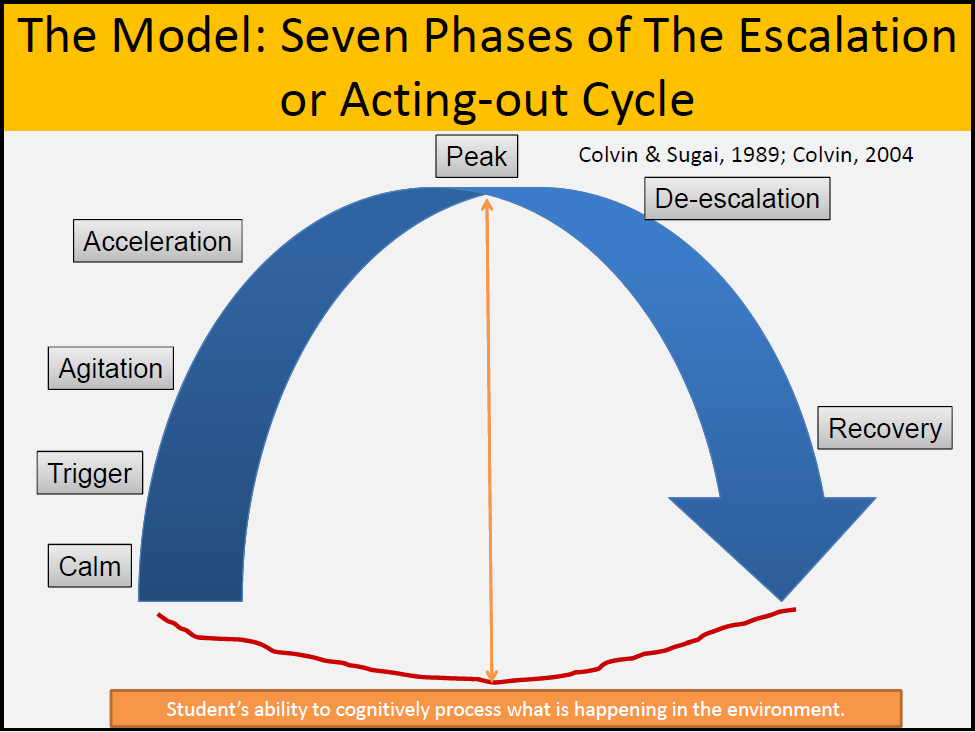 The Model: Seven Phases of The Escalation
or Acting-out Cycle
Peak
Colvin & Sugai, 1989; Colvin, 2004
De-escalation
Acceleration
Agitation
Recovery
Trigger
Calm
Student’s ability to cognitively process what is happening in the environment.